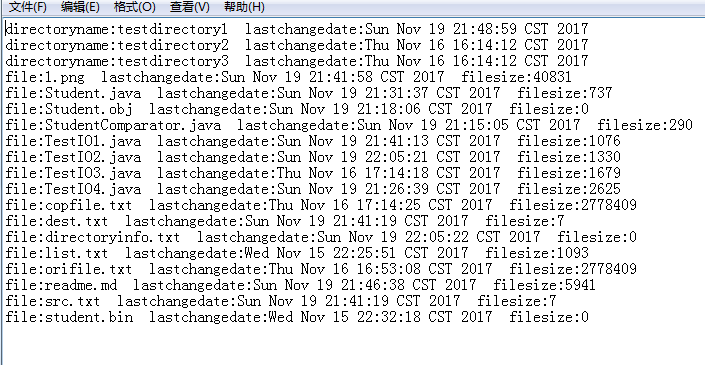 文件(F) 编辑(E) 格式(O) 查看(V) 帮助(H)
directoryname:testdirectory1  lastchangedate:Sun Nov 19 21:48:59 CST 2017
directoryname:testdirectory2  lastchangedate:Thu Nov 16 16:14:12 CST 2017
directoryname:testdirectory3  lastchangedate:Thu Nov 16 16:14:12 CST 2017
file:1.png  lastchangedate:Sun Nov 19 21:41:58 CST 2017  filesize:40831
file:Student.java  lastchangedate:Sun Nov 19 21:31:37 CST 2017  filesize:737
file:Student.obj  lastchangedate:Sun Nov 19 21:18:06 CST 2017  filesize:0
file:StudentComparator.java  lastchangedate:Sun Nov 19 21:15:05 CST 2017  filesize:290
file:TestIO1.java  lastchangedate:Sun Nov 19 21:41:13 CST 2017  filesize:1076
file:TestIO2.java  lastchangedate:Sun Nov 19 22:05:21 CST 2017  filesize:1330
file:TestIO3.java  lastchangedate:Thu Nov 16 17:14:18 CST 2017  filesize:1679
file:TestIO4.java  lastchangedate:Sun Nov 19 21:26:39 CST 2017  filesize:2625
file:copfile.txt  lastchangedate:Thu Nov 16 17:14:25 CST 2017  filesize:2778409
file:dest.txt  lastchangedate:Sun Nov 19 21:41:19 CST 2017  filesize:7
file:directoryinfo.txt  lastchangedate:Sun Nov 19 22:05:22 CST 2017  filesize:0
file:list.txt  lastchangedate:Wed Nov 15 22:25:51 CST 2017  filesize:1093
file:orifile.txt  lastchangedate:Thu Nov 16 16:53:08 CST 2017  filesize:2778409
file:readme.md  lastchangedate:Sun Nov 19 21:46:38 CST 2017  filesize:5941
file:src.txt  lastchangedate:Sun Nov 19 21:41:19 CST 2017  filesize:7
file:student.bin  lastchangedate:Wed Nov 15 22:32:18 CST 2017  filesize:0